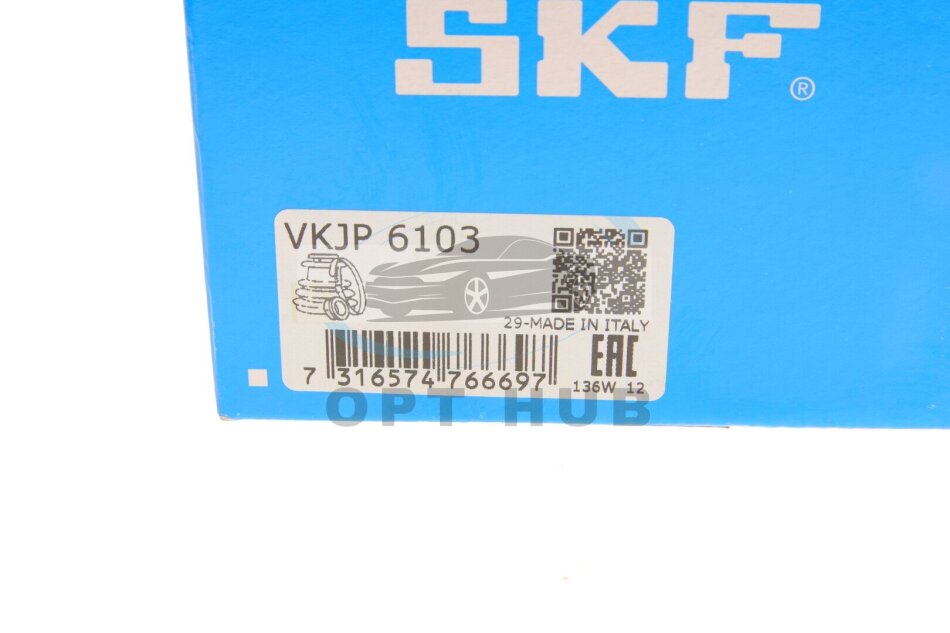 SKF®
VKJP 6103
29-MADE IN ITALY
EAC
7 316574 766697
136W 12
OPT HUB